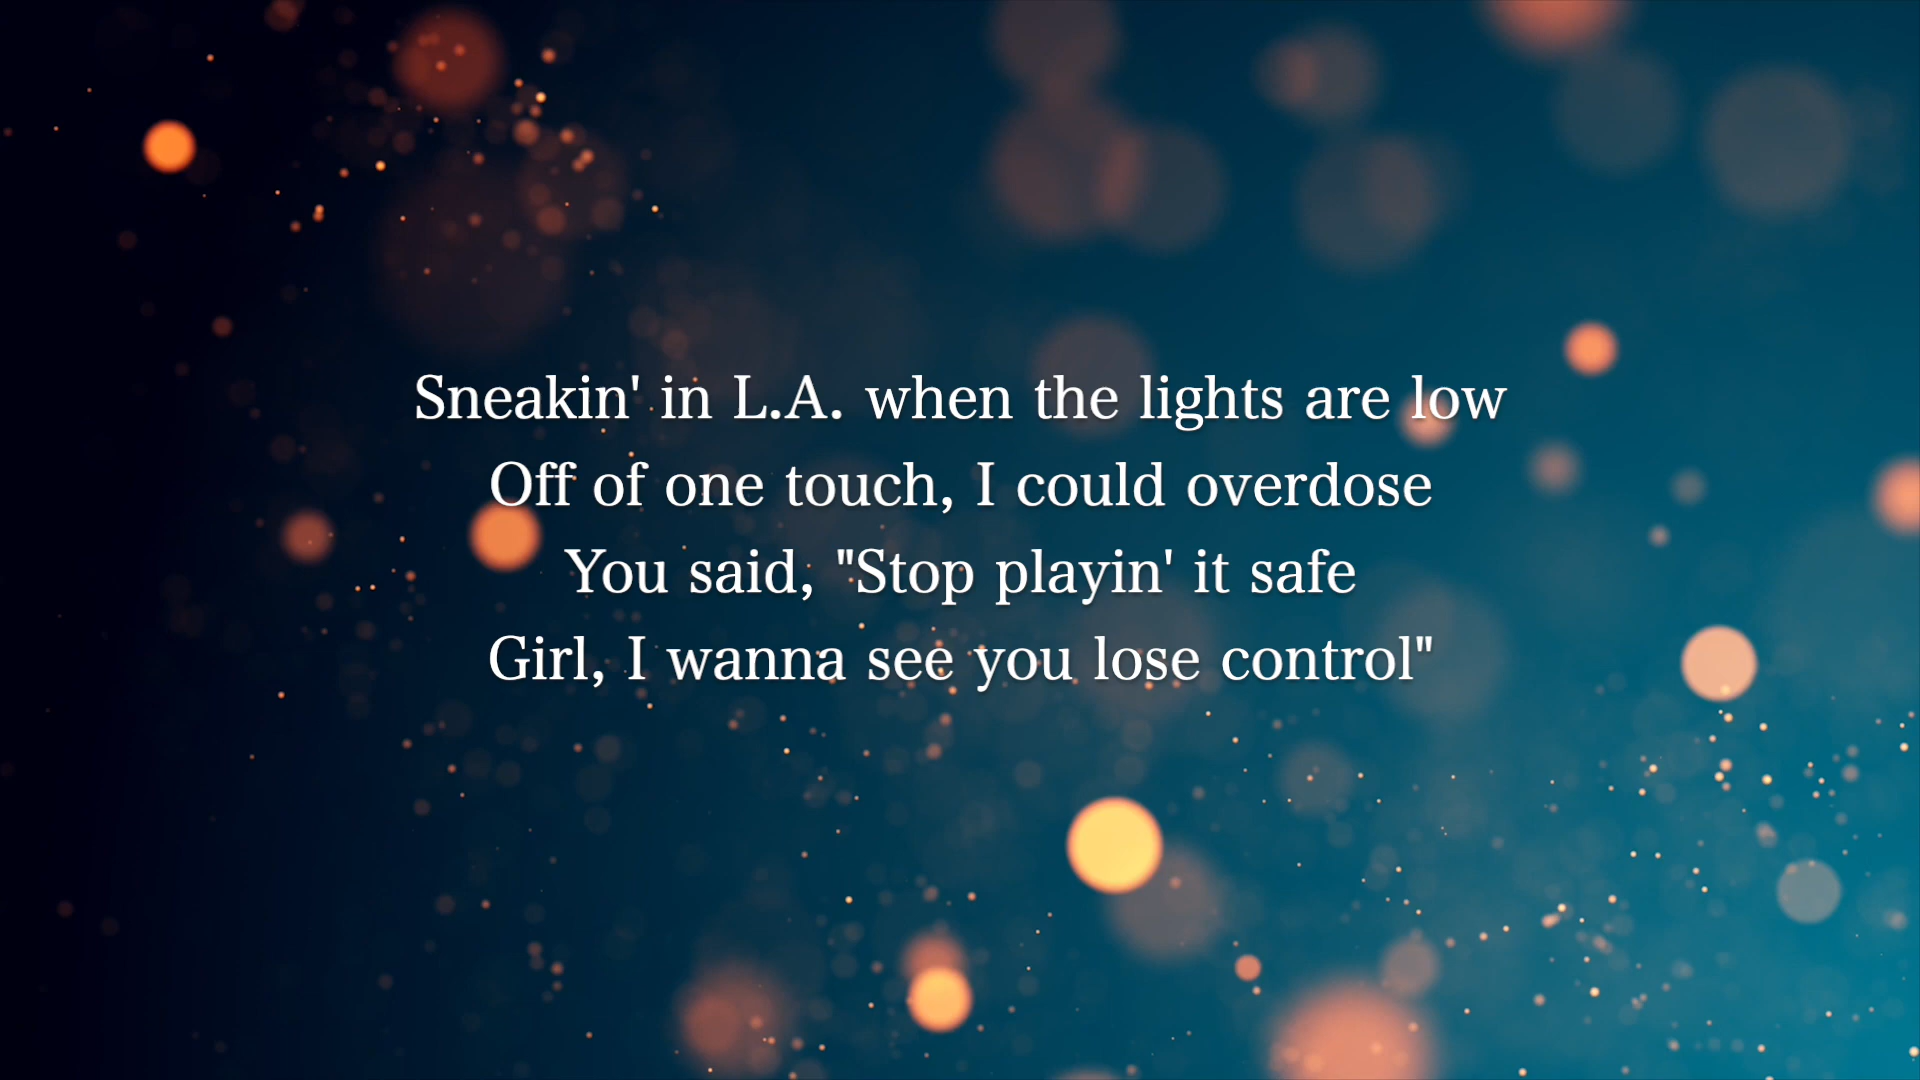 Sneakin' in L.A. when the lights are low
Off of one touch, I could overdose
You said, "Stop playin' it safe
Girl, I wanna see you lose control"